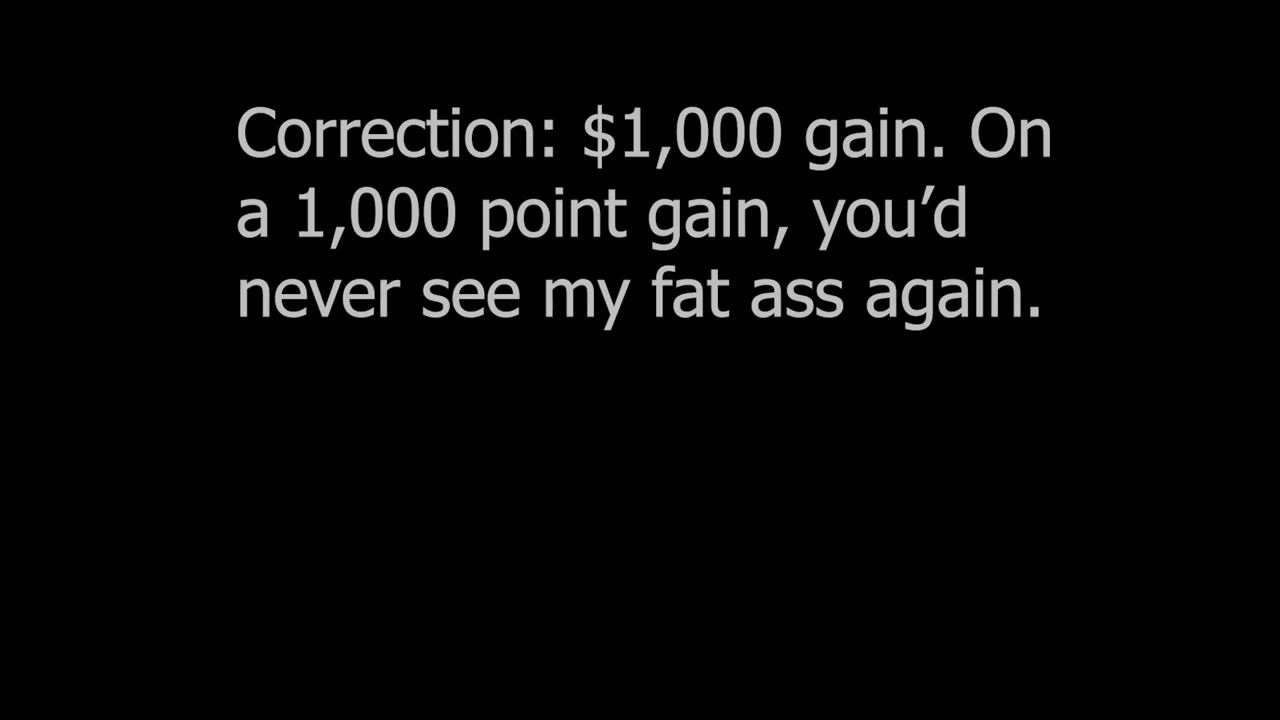 Correction: $1,000 gain. On
a 1,000 point gain, you’d
never see my fat ass again.